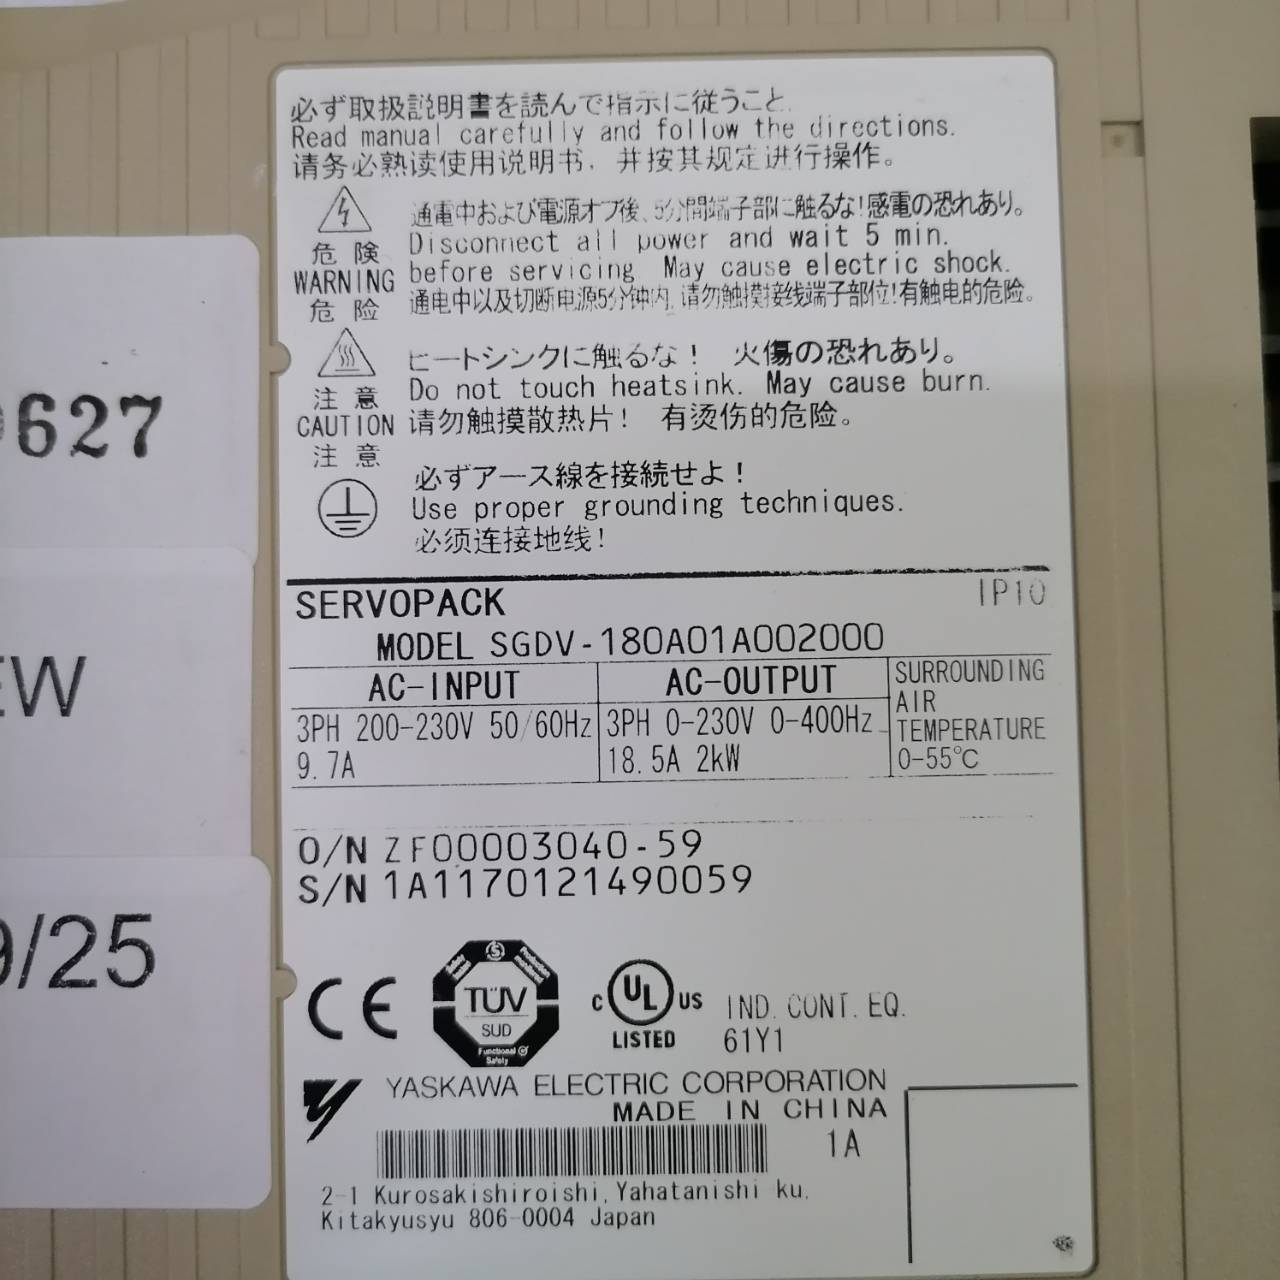 必ず取扱説明書を読んで指示に従うこと.
Read manual carefully and follow the directions.
请务必熟读使用说明书, 并按其规定进行操作。
危 険
WARNING
危 险
通電中および電源オフ後、5分間端子部に触るな!感電の恐れあり。
Disconnect all power and wait 5 min.
before servicing May cause electric shock.
通电中以及切断电源5分钟内,请勿触摸接线端子部位!有触电的危险。
注 意
CAUTION
注 意
ヒートシンクに触るな! 火傷の恐れあり。
Do not touch heatsink. May cause burn.
请勿触摸散热片! 有烫伤的危险。
必ずアース線を接続せよ!
Use proper grounding techniques.
必须连接地线!
SERVOPACK IP10
MODEL SGDV-180A01A002000
AC-INPUT
3PH 200-230V 50/60Hz
9.7A
AC-OUTPUT
3PH 0-230V 0-400Hz
18.5A 2kW
SURROUNDING
AIR
TEMPERATURE
0-55℃
O/N ZF00003040-59
S/N 1A1170121490059
CE
TÜV
SUD
Functional
Safety
C UL US
LISTED
IND. CONT. EQ.
61Y1
YASKAWA ELECTRIC CORPORATION
MADE IN CHINA
1A
2-1 Kurosakishiroishi, Yahatanishi ku,
Kitakyusyu 806-0004 Japan
627
EW
9/25